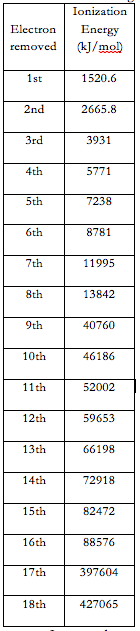 Electron removed Ionization Energy (kJ/mol)
1st 1520.6
2nd 2665.8
3rd 3931
4th 5771
5th 7238
6th 8781
7th 11995
8th 13842
9th 40760
10th 46186
11th 52002
12th 59653
13th 66198
14th 72918
15th 82472
16th 88576
17th 397604
18th 427065